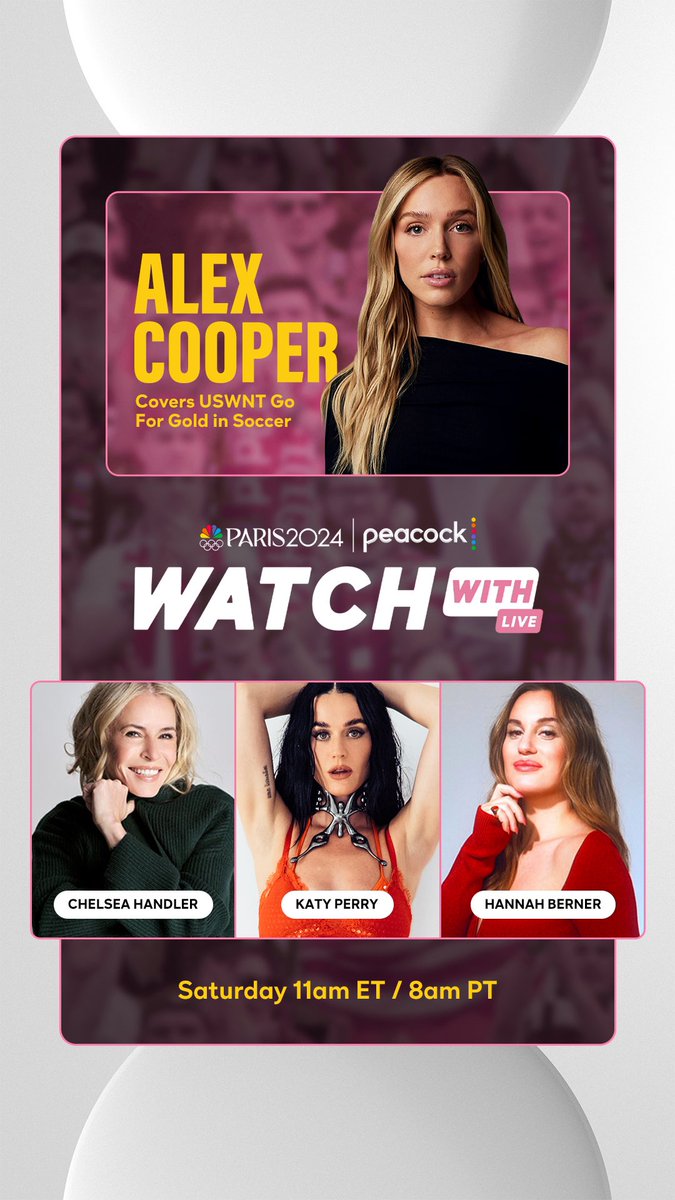 ALEX
COOPER
Covers USWNT Go
For Gold in Soccer
PARIS2024 | peacock
WATCH WITH
LIVE
CHELSEA HANDLER
KATY PERRY
HANNAH BERNER
Saturday 11am ET / 8am PT